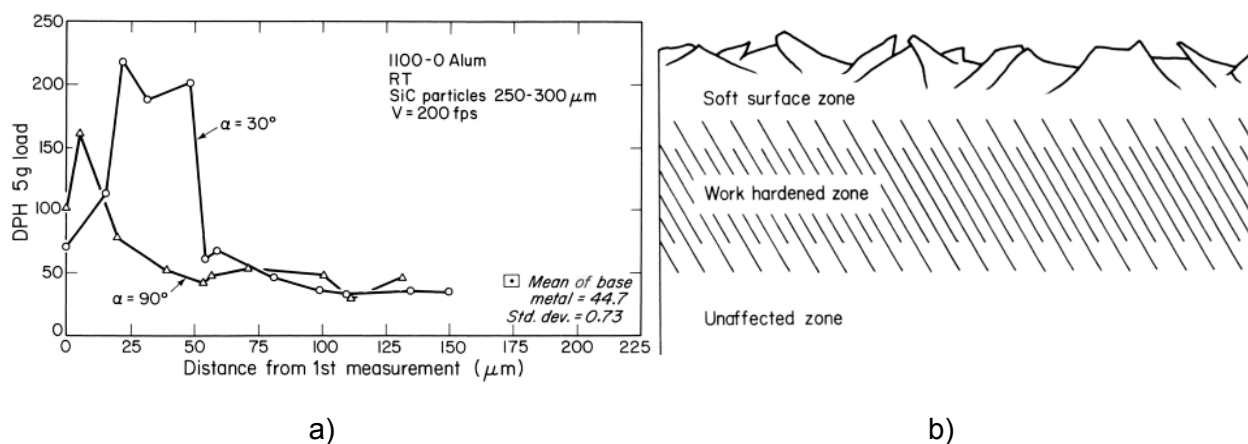 250
200
150
100
50
0
DPH 5g load
1100-0 Alum
RT
SiC particles 250-300 μm
V = 200 fps
α = 30°
α = 90°
Mean of base
metal = 44.7
Std. dev. = 0.73
0 25 50 75 100 125 150 175 200 225
Distance from 1st measurement (μm)
a)
Soft surface zone
Work hardened zone
Unaffected zone
b)